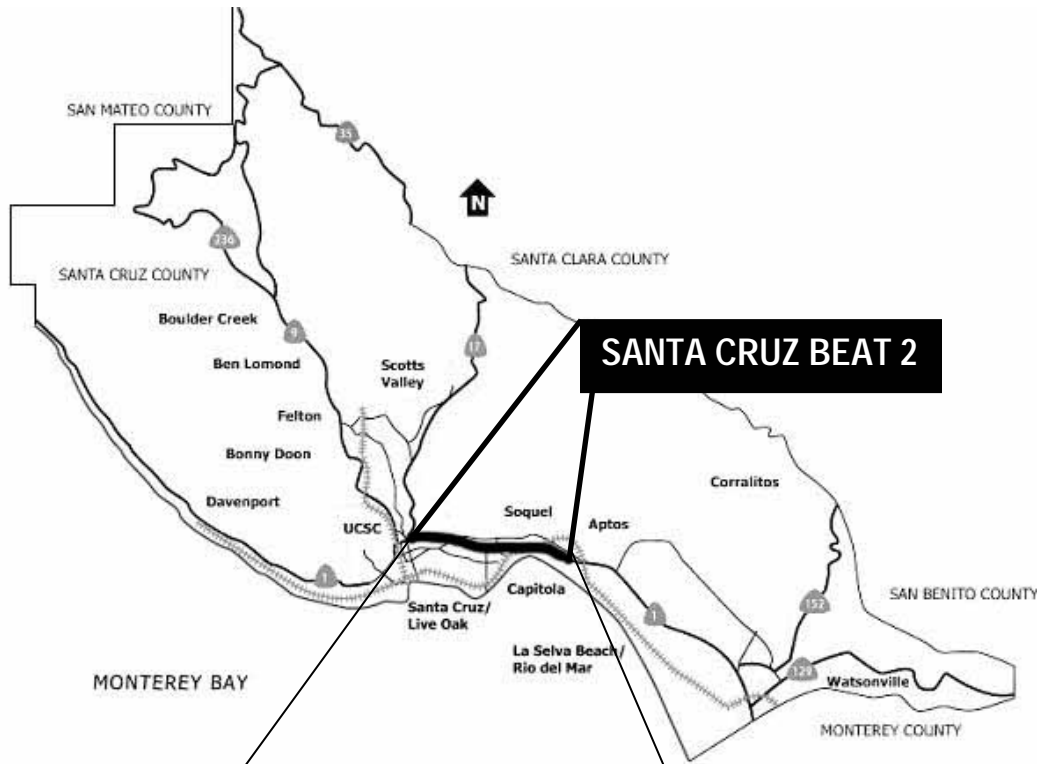 SAN MATEO COUNTY
35
N
236
SANTA CRUZ COUNTY
SANTA CLARA COUNTY
Boulder Creek
9
17
SANTA CRUZ BEAT 2
Ben Lomond
Scotts
Valley
Felton
Bonny Doon
Corralitos
Davenport
Soquel
UCSC
Aptos
1
Capitola
SAN BENITO COUNTY
152
Santa Cruz/
Live Oak
1
La Selva Beach/
Rio del Mar
129
Watsonville
MONTEREY BAY
MONTEREY COUNTY